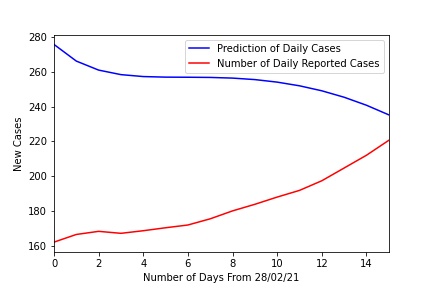 280
260
240
220
200
180
160
New Cases
Prediction of Daily Cases
Number of Daily Reported Cases
0 2 4 6 8 10 12 14
Number of Days From 28/02/21